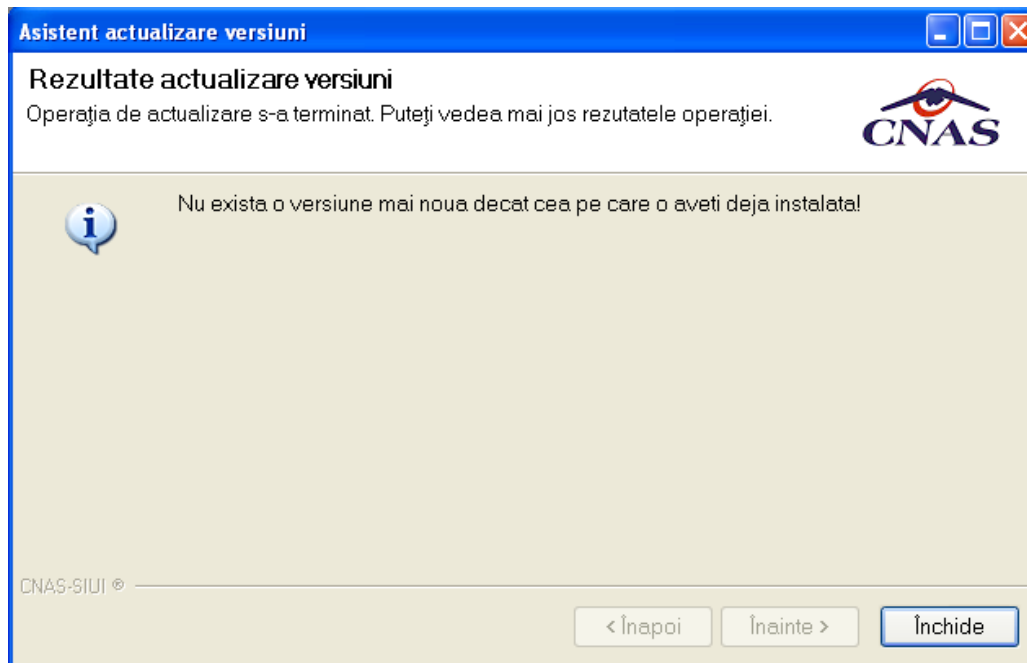 Asistent actualizare versiuni
Rezultate actualizare versiuni
Operaţia de actualizare s-a terminat. Puteţi vedea mai jos rezutatele operaţiei.
CNAS
Nu exista o versiune mai noua decat cea pe care o aveti deja instalata!
CNAS-SIUI ®
< Înapoi
Înainte >
Închide